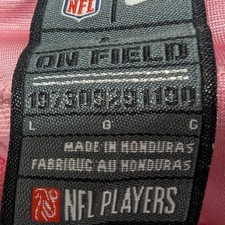 NFL
ON FIELD
L G G
MADE IN HONDURAS
FABRIQUÉ AU HONDURAS
NFL PLAYERS